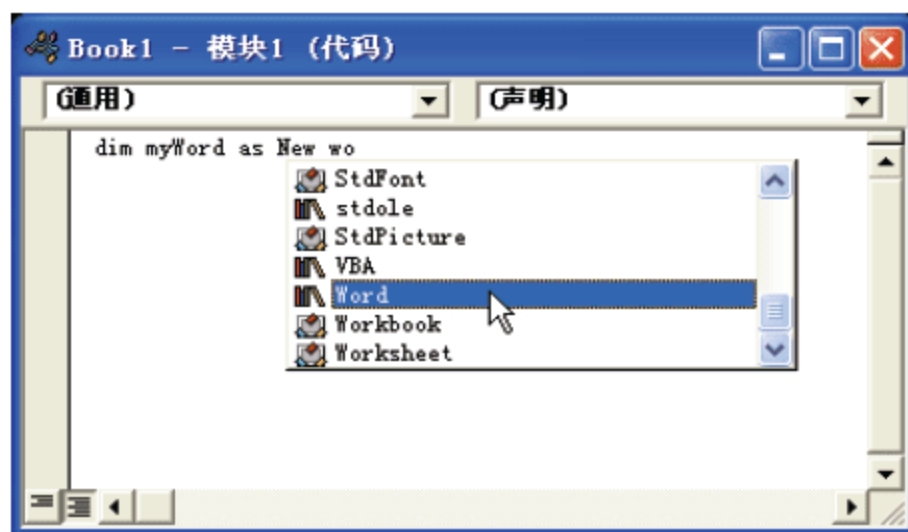 Book1 - 模块1 (代码)
(通用) (声明)
dim myWord as New wo
StdFont
stdole
StdPicture
VBA
Word
Workbook
Worksheet